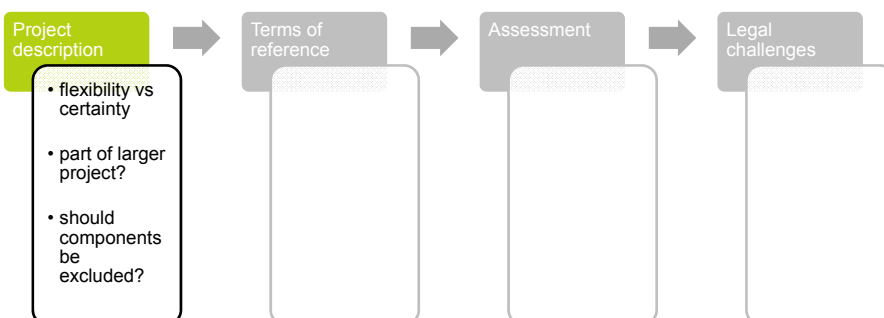 Project
description
Terms of
reference
Assessment
Legal
challenges
• flexibility vs
certainty
• part of larger
project?
• should
components
be
excluded?